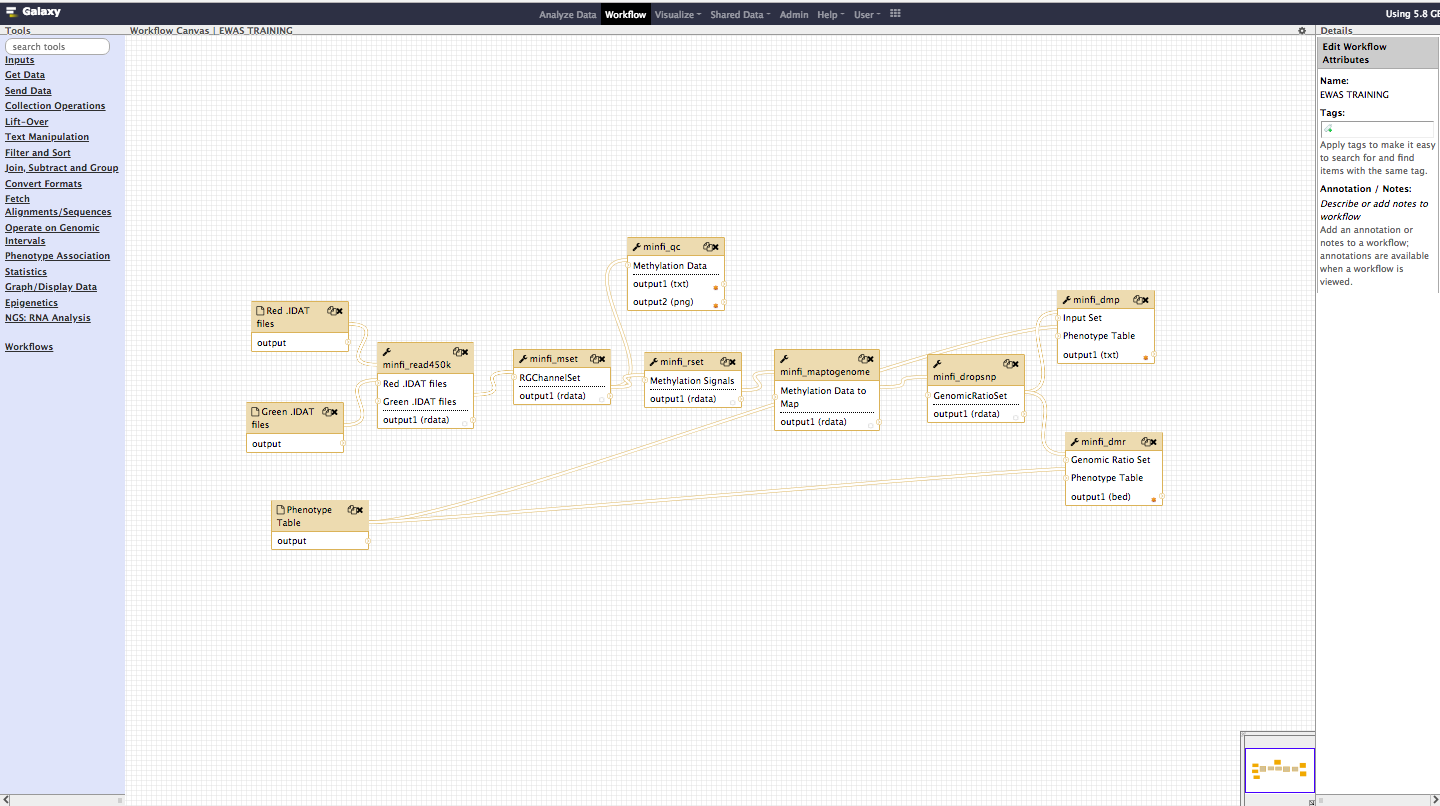 Galaxy
Analyze Data Workflow Visualize Shared Data Admin Help User
Using 5.8 GB
Tools
search tools
Inputs
Get Data
Send Data
Collection Operations
Lift-Over
Text Manipulation
Filter and Sort
Join, Subtract and Group
Convert Formats
Fetch
Alignments/Sequences
Operate on Genomic
Intervals
Phenotype Association
Statistics
Graph/Display Data
Epigenetics
NGS: RNA Analysis
Workflows
Workflow Canvas | EWAS TRAINING
Red .IDAT
files
output
Green .IDAT
files
output
Phenotype
Table
output
minfi_read450k
Red .IDAT files
Green .IDAT files
output1 (rdata)
minfi_mset
RGChannelSet
output1 (rdata)
minfi_qc
Methylation Data
output1 (txt)
output2 (png)
minfi_rset
Methylation Signals
output1 (rdata)
minfi_maptogenome
Methylation Data to
Map
output1 (rdata)
minfi_dropsnp
GenomicRatioSet
output1 (rdata)
minfi_dmp
Input Set
Phenotype Table
output1 (txt)
minfi_dmr
Genomic Ratio Set
Phenotype Table
output1 (bed)
Details
Edit Workflow
Attributes
Name:
EWAS TRAINING
Tags:
Apply tags to make it easy
to search for and find
items with the same tag.
Annotation / Notes:
Describe or add notes to
workflow
Add an annotation or
notes to a workflow;
annotations are available
when a workflow is
viewed.